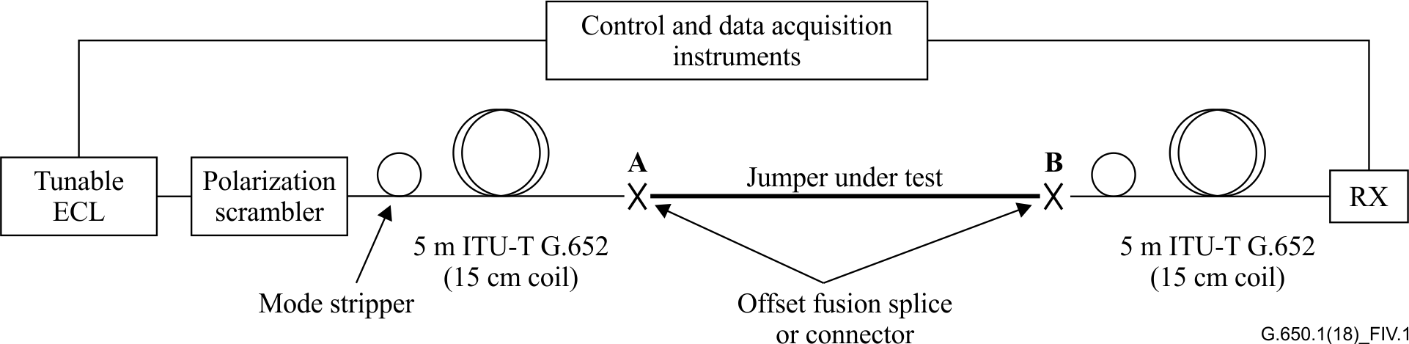 Control and data acquisition
instruments
Tunable
ECL
Polarization
scrambler
A
Jumper under test
B
RX
5 m ITU-T G.652
(15 cm coil)
5 m ITU-T G.652
(15 cm coil)
Mode stripper
Offset fusion splice
or connector
G.650.1(18)_FIV.1